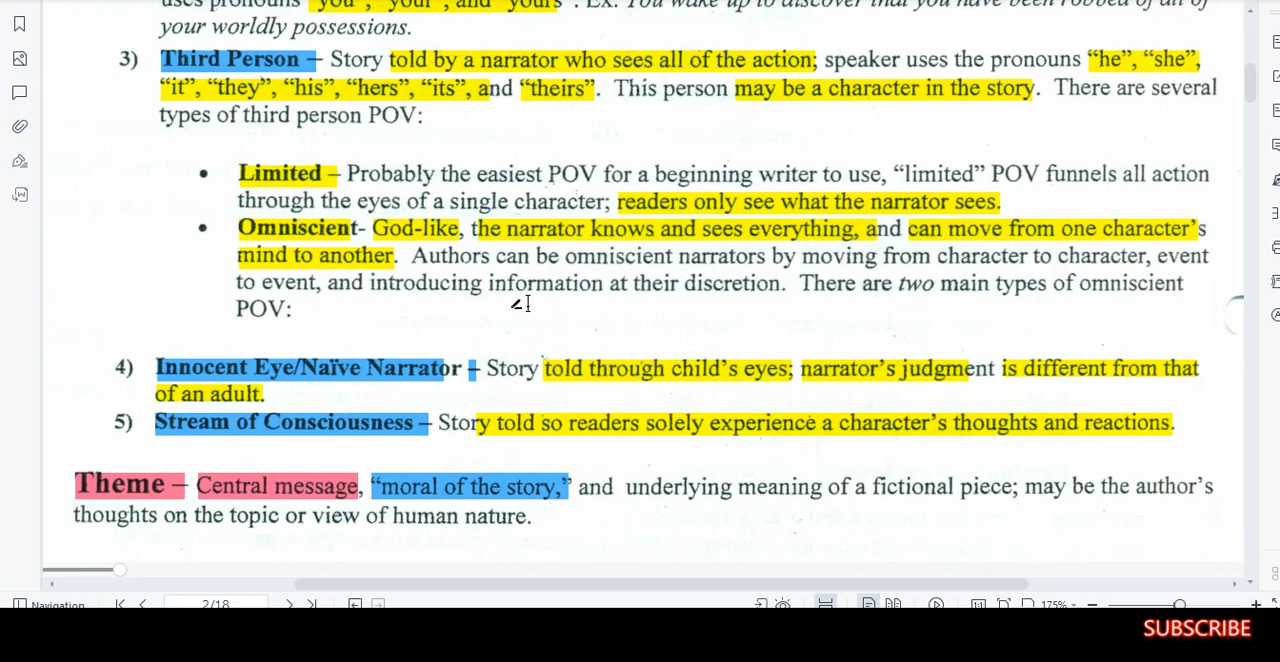 uses pronouns "you", "your", and "yours". Ex. You wake up to discover that you have been robbed of all of
your worldly possessions.
3) Third Person – Story told by a narrator who sees all of the action; speaker uses the pronouns "he", "she",
"it", "they", "his", "hers", "its", and "theirs". This person may be a character in the story. There are several
types of third person POV:
• Limited – Probably the easiest POV for a beginning writer to use, "limited" POV funnels all action
through the eyes of a single character; readers only see what the narrator sees.
• Omniscient- God-like, the narrator knows and sees everything, and can move from one character's
mind to another. Authors can be omniscient narrators by moving from character to character, event
to event, and introducing information at their discretion. There are two main types of omniscient
POV:
4) Innocent Eye/Naïve Narrator – Story told through child's eyes; narrator's judgment is different from that
of an adult.
5) Stream of Consciousness – Story told so readers solely experience a character's thoughts and reactions.
Theme – Central message, "moral of the story," and underlying meaning of a fictional piece; may be the author's
thoughts on the topic or view of human nature.
Navigation 2/18 175%
SUBSCRIBE